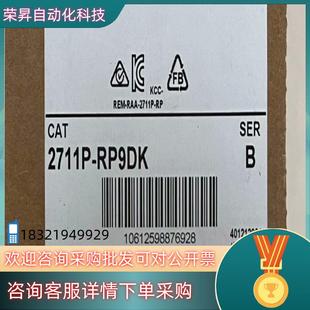 荣昇自动化科技
KCC-
FB
REM-RAA-2711P-RP
CAT
SER
2711P-RP9DK
B
18321949929
10612598876928
欢迎咨询采购批发可对公开票
咨询客服详情下单采购